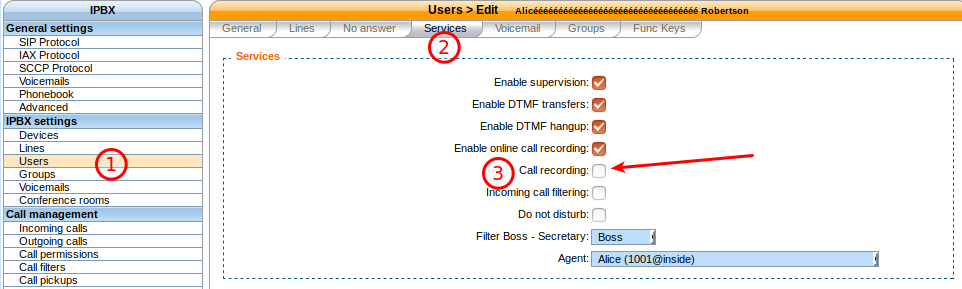 IPBX
General settings
SIP Protocol
IAX Protocol
SCCP Protocol
Voicemails
Phonebook
Advanced
IPBX settings
Devices
Lines
Users
1
Groups
Voicemails
Conference rooms
Call management
Incoming calls
Outgoing calls
Call permissions
Call filters
Call pickups
Users > Edit Robertson
General Lines No answer Services Voicemail Groups Func Keys
2
Services
Enable supervision:
Enable DTMF transfers:
Enable DTMF hangup:
Enable online call recording:
3 Call recording:
Incoming call filtering:
Do not disturb:
Filter Boss - Secretary: Boss
Agent: Alice (1001@inside)